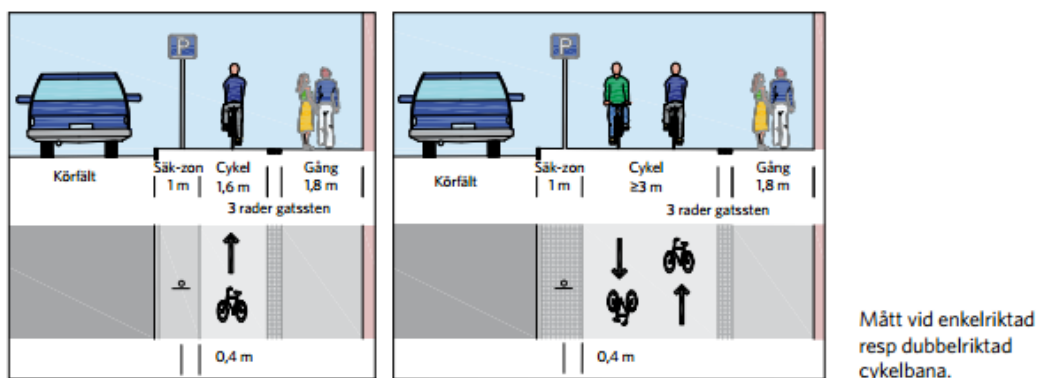 P
Körfält
Säk-zon
1 m
Cykel
1,6 m
Gång
1,8 m
3 rader gatssten
0,4 m
P
Körfält
Säk-zon
1 m
Cykel
≥3 m
Gång
1,8 m
3 rader gatssten
0,4 m
Mått vid enkelriktad
resp dubbelriktad
cykelbana.